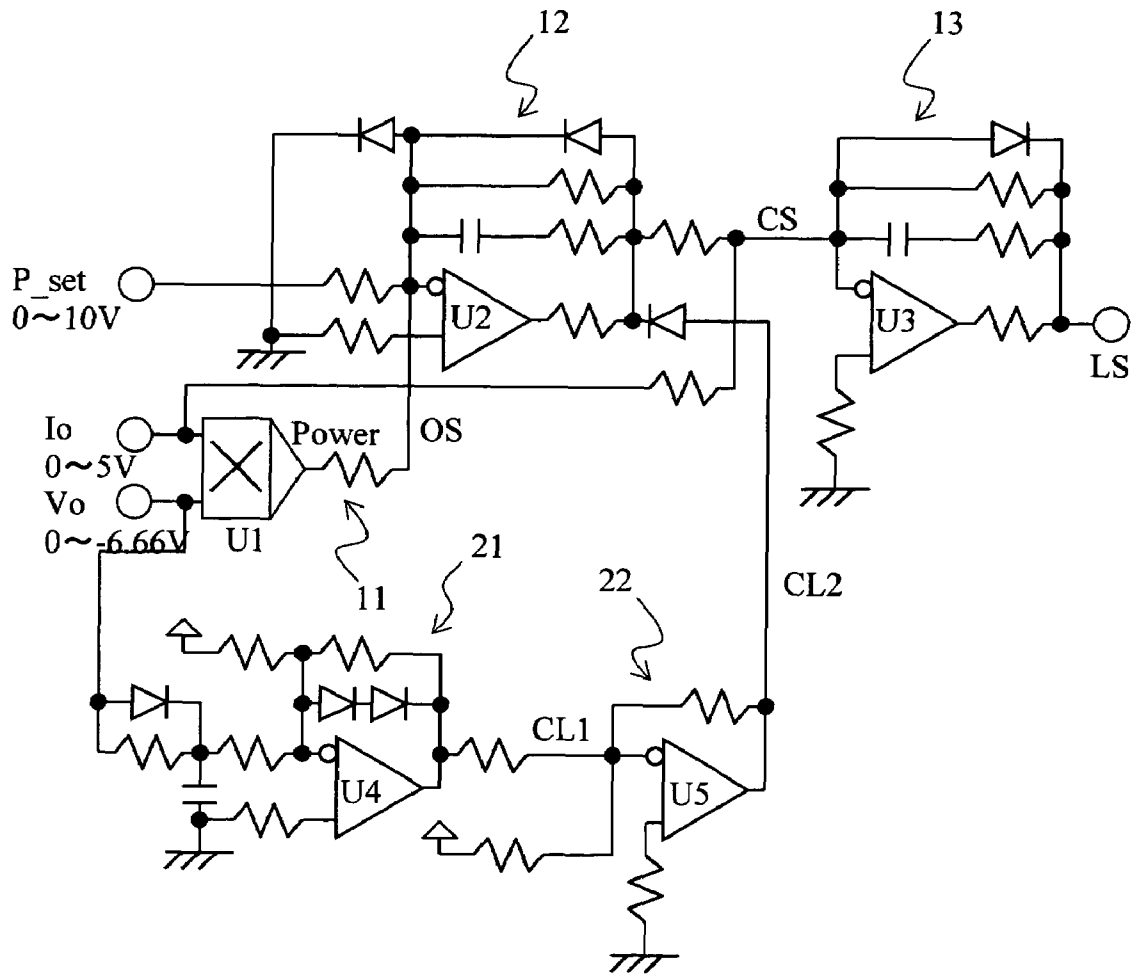 12
13
CS
P_set
0～10V
U2
U3
LS
Io
0～5V
Power
OS
Vo
0～-6.66V
U1
11
21
22
CL2
CL1
U4
U5